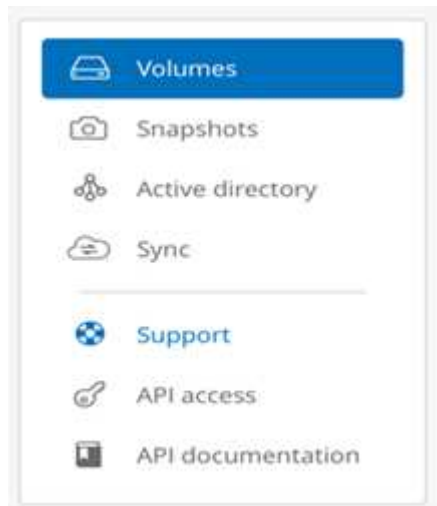 Volumes
Snapshots
Active directory
Sync
Support
API access
API documentation